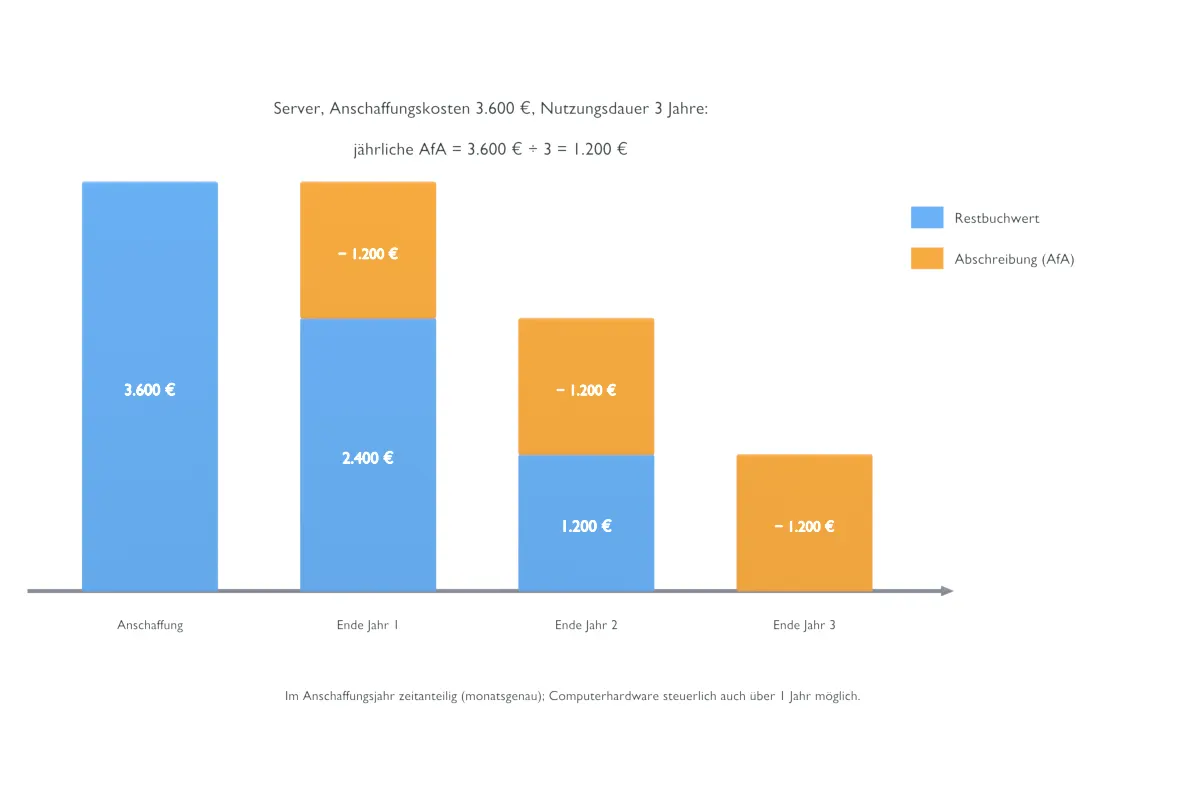 Server, Anschaffungskosten 3.600 €, Nutzungsdauer 3 Jahre:
jährliche AfA = 3.600 € ÷ 3 = 1.200 €
Restbuchwert
Abschreibung (AfA)
3.600 €
− 1.200 €
2.400 €
− 1.200 €
1.200 €
− 1.200 €
Anschaffung
Ende Jahr 1
Ende Jahr 2
Ende Jahr 3
Im Anschaffungsjahr zeitanteilig (monatsgenau); Computerhardware steuerlich auch über 1 Jahr möglich.